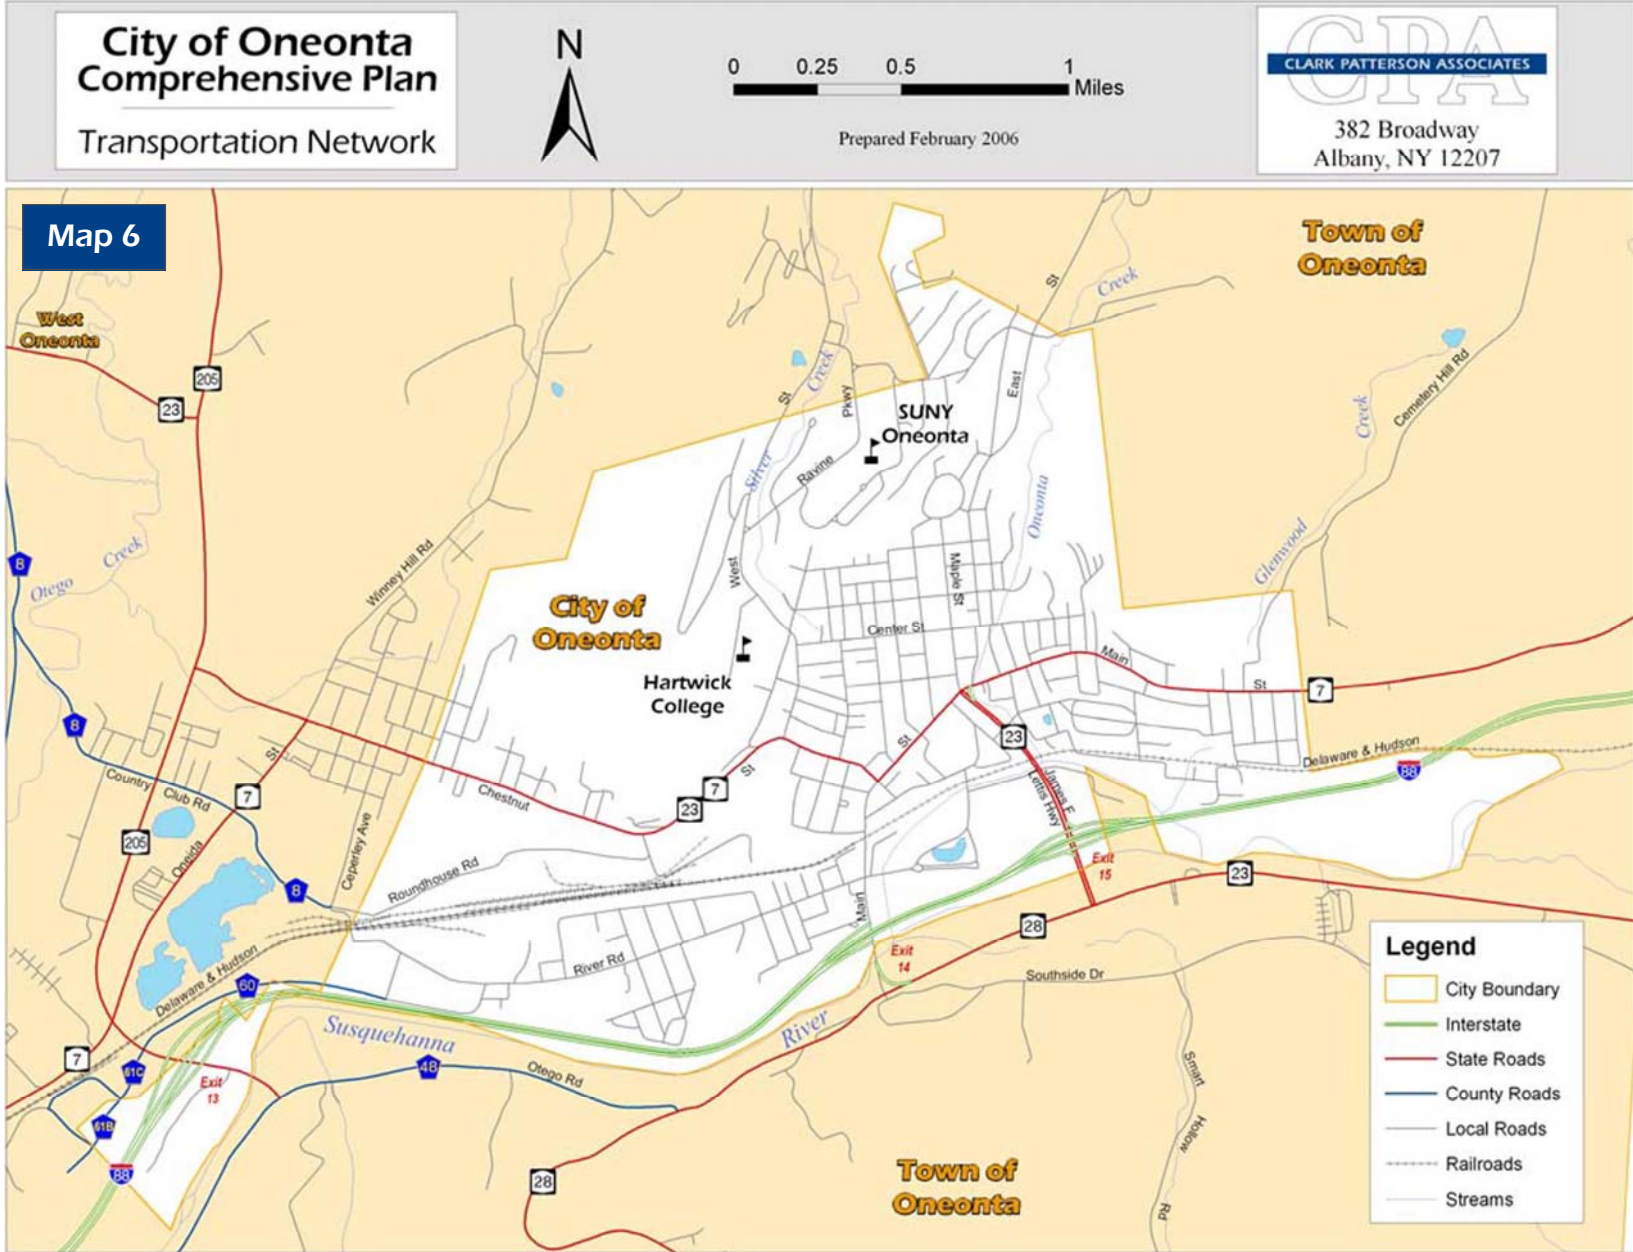 City of Oneonta
Comprehensive Plan
Transportation Network
N
0 0.25 0.5 1
Miles
Prepared February 2006
CPA
CLARK PATTERSON ASSOCIATES
382 Broadway
Albany, NY 12207
Map 6
Town of
Oneonta
St
Creek
West
Oneonta
205
23
Creek
Cemetery Hill Rd
St
Pkwy
East
SUNY
Oneonta
Creek
Silver
Ravine
Oneonta
8
Creek
Otego
Winney Hill Rd
West
Maple St
Glenwood
City of
Oneonta
Center St
Hartwick
College
Main
St
7
8
St
23
St
Delaware & Hudson
88
Country
Club Rd
7
Chestnut
St
7
23
James F
Lettis Hwy
205
Oneida
Ceperley Ave
Roundhouse Rd
Exit
15
23
8
Main
28
River Rd
Exit
14
Southside Dr
Delaware & Hudson
60
Susquehanna
River
7
61C
48
Otego Rd
Exit
13
Smart
Hollow
Rd
61B
88
28
Town of
Oneonta
Legend
City Boundary
Interstate
State Roads
County Roads
Local Roads
Railroads
Streams